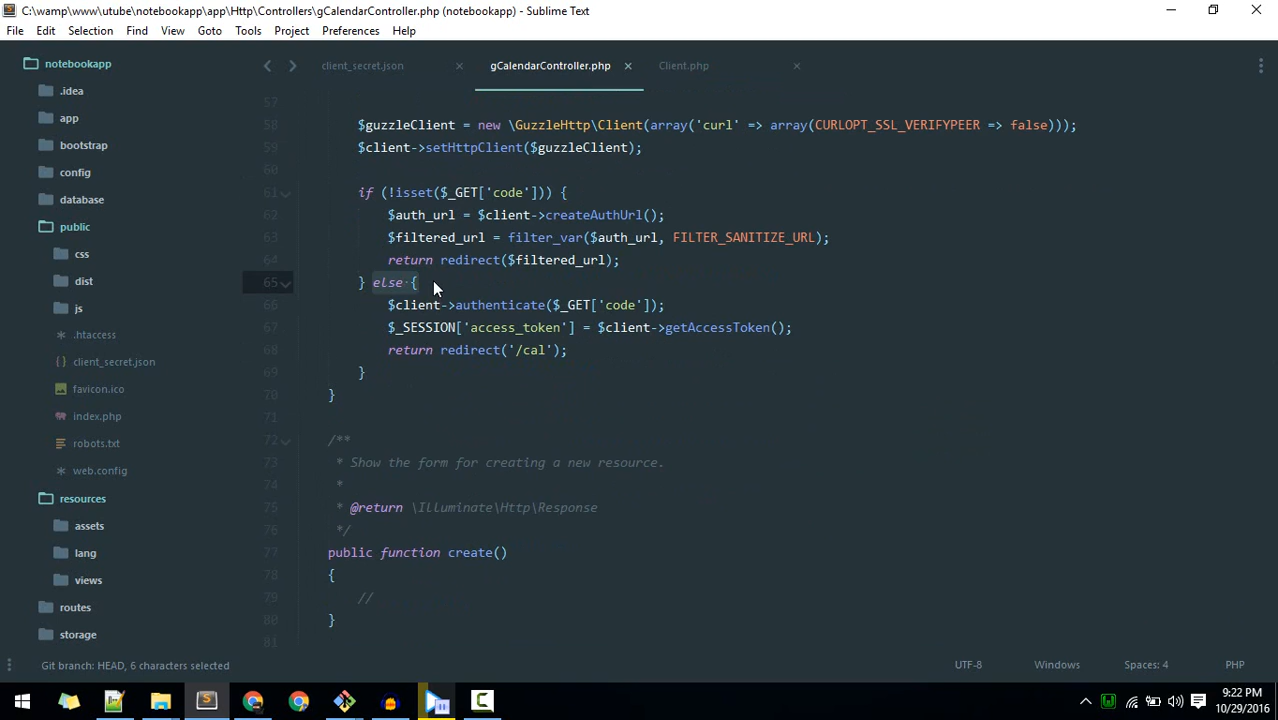 C:\wamp\www\utube\notebookapp\app\Http\Controllers\gCalendarController.php (notebookapp) - Sublime Text
File Edit Selection Find View Goto Tools Project Preferences Help
notebookapp
.idea
app
bootstrap
config
database
public
css
dist
js
.htaccess
client_secret.json
favicon.ico
index.php
robots.txt
web.config
resources
assets
lang
views
routes
storage
client_secret.json × gCalendarController.php × Client.php ×
57
58 $guzzleClient = new \GuzzleHttp\Client(array('curl' => array(CURLOPT_SSL_VERIFYPEER => false)));
59 $client->setHttpClient($guzzleClient);
60
61 if (!isset($_GET['code'])) {
62 $auth_url = $client->createAuthUrl();
63 $filtered_url = filter_var($auth_url, FILTER_SANITIZE_URL);
64 return redirect($filtered_url);
65 } else {
66 $client->authenticate($_GET['code']);
67 $_SESSION['access_token'] = $client->getAccessToken();
68 return redirect('/cal');
69 }
70 }
71
72 /**
73 * Show the form for creating a new resource.
74 *
75 * @return \Illuminate\Http\Response
76 */
77 public function create()
78 {
79 //
80 }
81
Git branch: HEAD, 6 characters selected UTF-8 Windows Spaces: 4 PHP
9:22 PM
10/29/2016